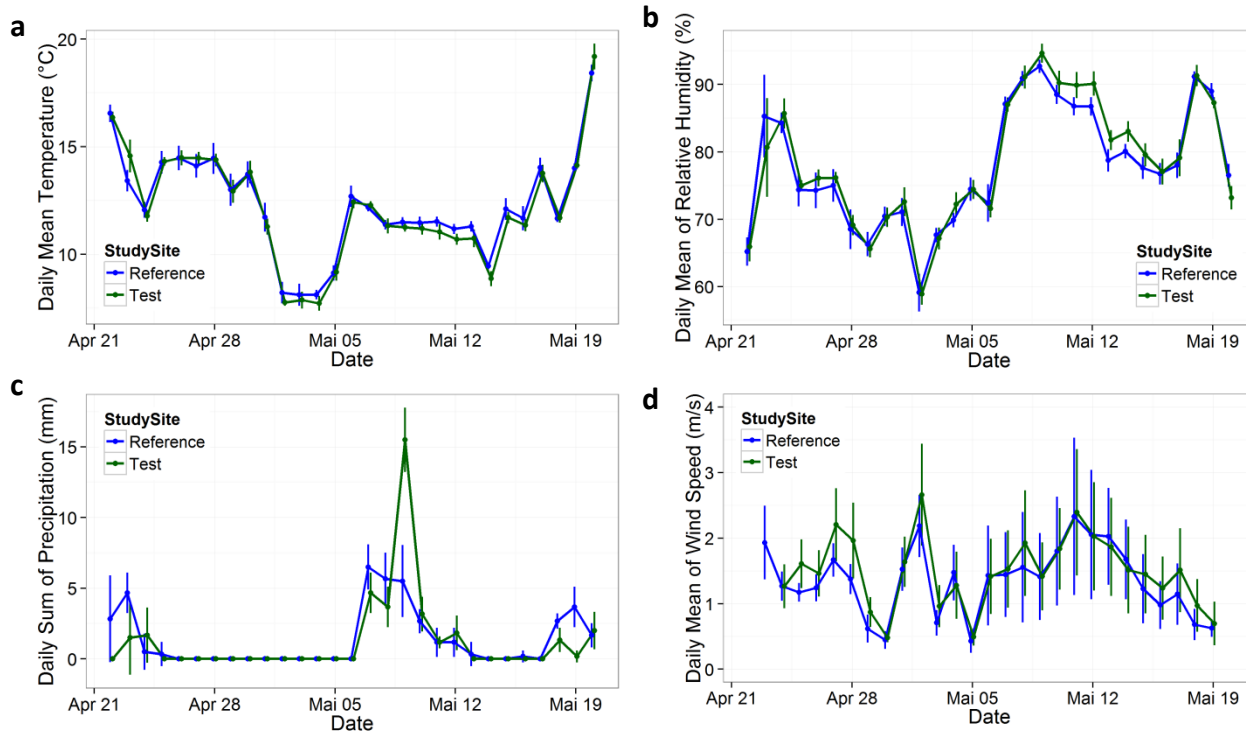 a
Daily Mean Temperature (°C)
20
15
10
StudySite
Reference
Test
Apr 21
Apr 28
Mai 05
Mai 12
Mai 19
Date
b
Daily Mean of Relative Humidity (%)
90
80
70
60
StudySite
Reference
Test
Apr 21
Apr 28
Mai 05
Mai 12
Mai 19
Date
c
Daily Sum of Precipitation (mm)
15
10
5
0
StudySite
Reference
Test
Apr 21
Apr 28
Mai 05
Mai 12
Mai 19
Date
d
Daily Mean of Wind Speed (m/s)
4
3
2
1
0
StudySite
Reference
Test
Apr 21
Apr 28
Mai 05
Mai 12
Mai 19
Date